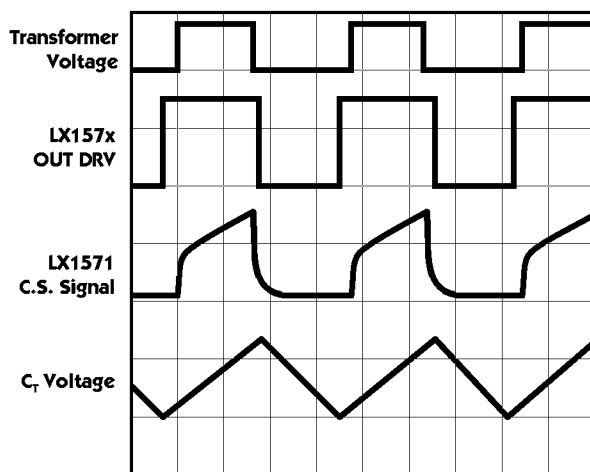 Transformer
Voltage
LX157x
OUT DRV
LX1571
C.S. Signal
CT Voltage